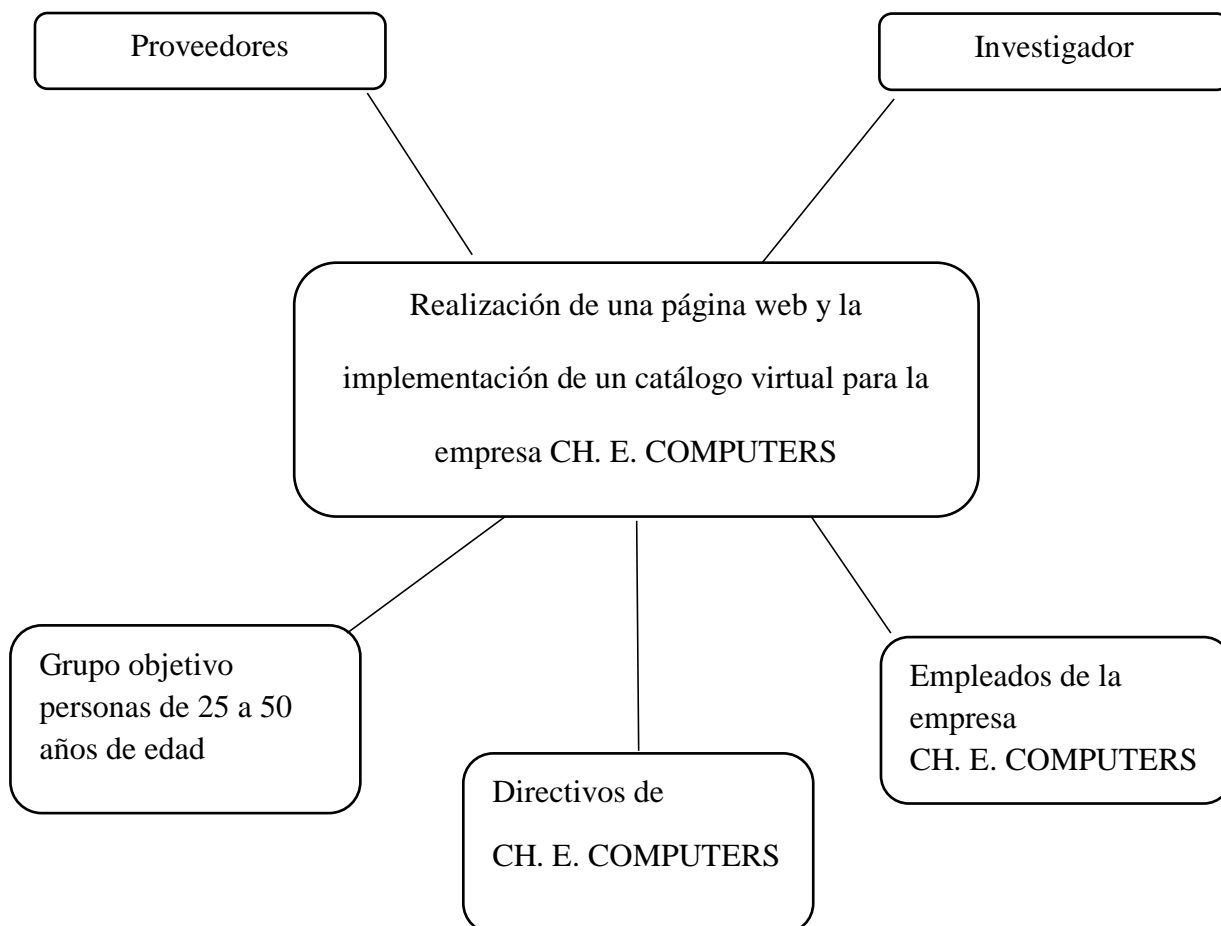 Proveedores
Investigador
Realización de una página web y la
implementación de un catálogo virtual para la
empresa CH. E. COMPUTERS
Grupo objetivo
personas de 25 a 50
años de edad
Directivos de
CH. E. COMPUTERS
Empleados de la
empresa
CH. E. COMPUTERS